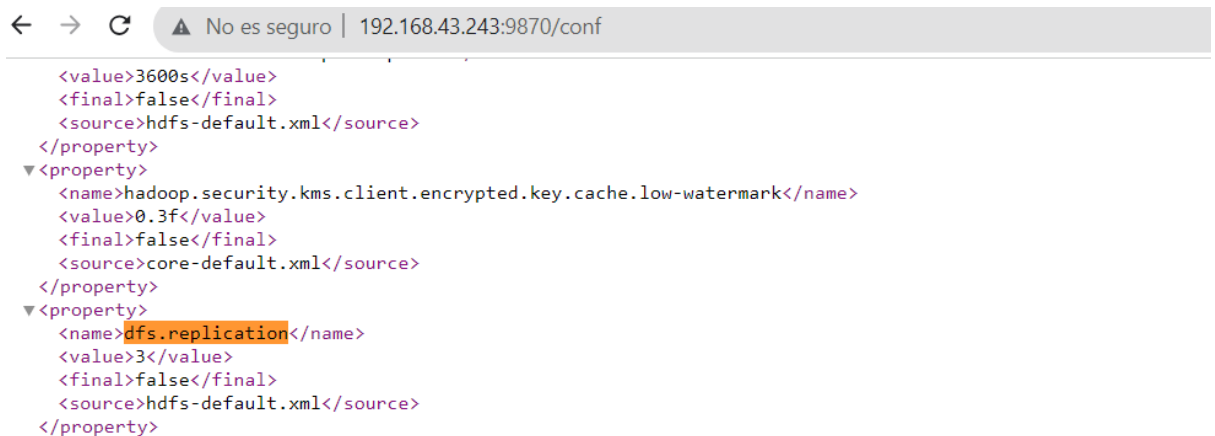 No es seguro | 192.168.43.243:9870/conf
<value>3600s</value>
<final>false</final>
<source>hdfs-default.xml</source>
</property>
▼<property>
<name>hadoop.security.kms.client.encrypted.key.cache.low-watermark</name>
<value>0.3f</value>
<final>false</final>
<source>core-default.xml</source>
</property>
▼<property>
<name>dfs.replication</name>
<value>3</value>
<final>false</final>
<source>hdfs-default.xml</source>
</property>